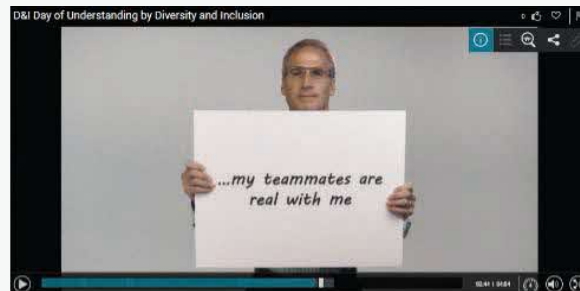 D&I Day of Understanding by Diversity and Inclusion
...my teammates are
real with me